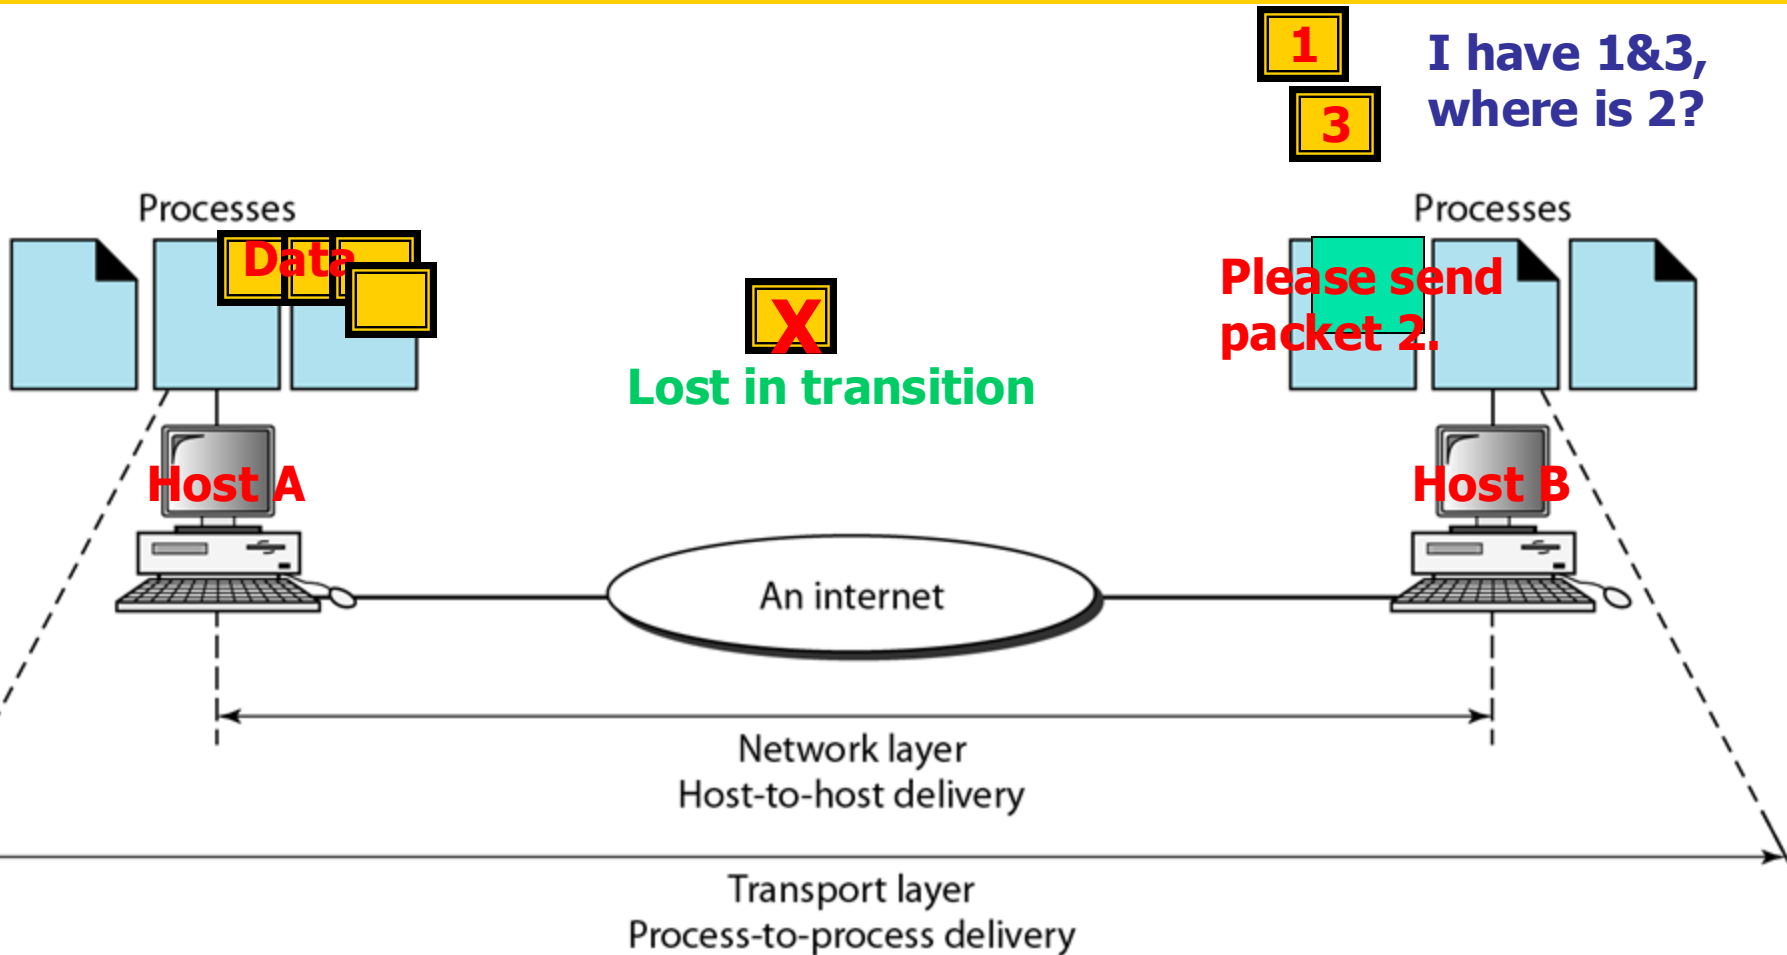 1
I have 1&3,
where is 2?
3
Processes
Processes
Data
Please send
packet 2.
X
Lost in transition
Host A
Host B
An internet
Network layer
Host-to-host delivery
Transport layer
Process-to-process delivery